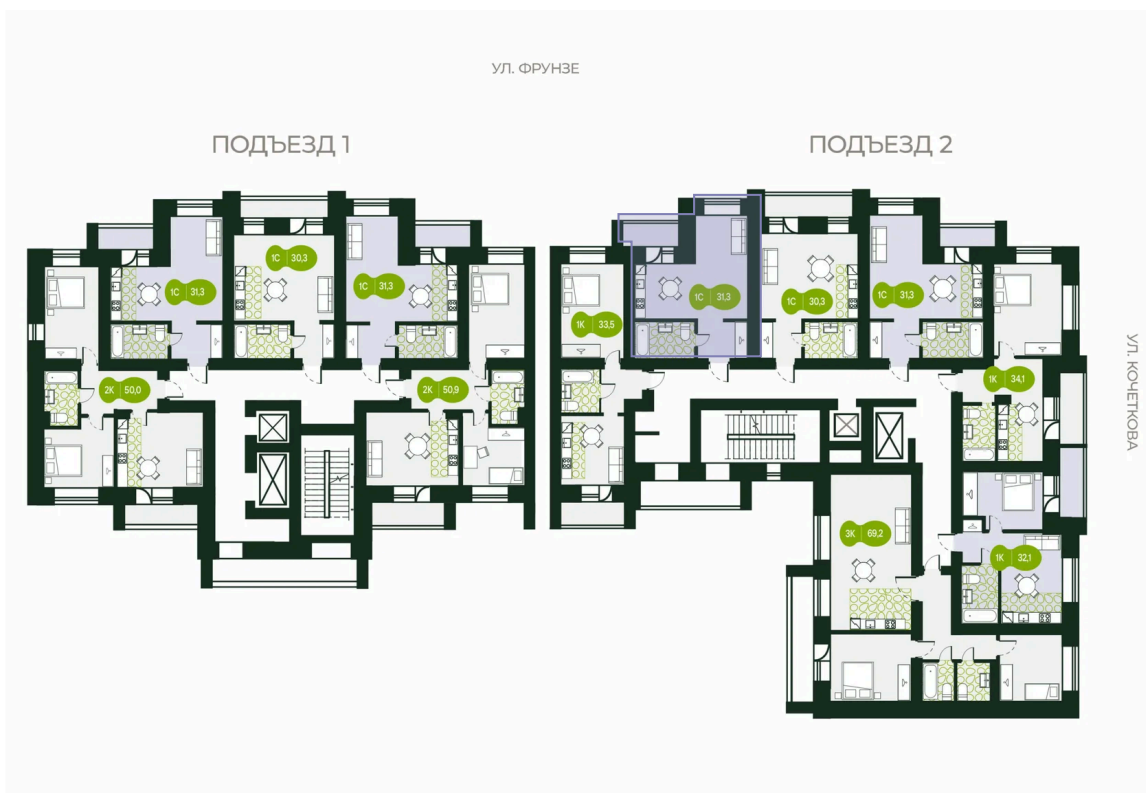 УЛ. ФРУНЗЕ
ПОДЪЕЗД 1
ПОДЪЕЗД 2
1С 31,3
1С 30,3
1С 31,3
2К 50,0
2К 50,9
1К 33,5
1С 31,3
1С 30,3
1С 31,3
1К 34,1
3К 69,2
1К 32,1
УЛ. КОЧЕТКОВА